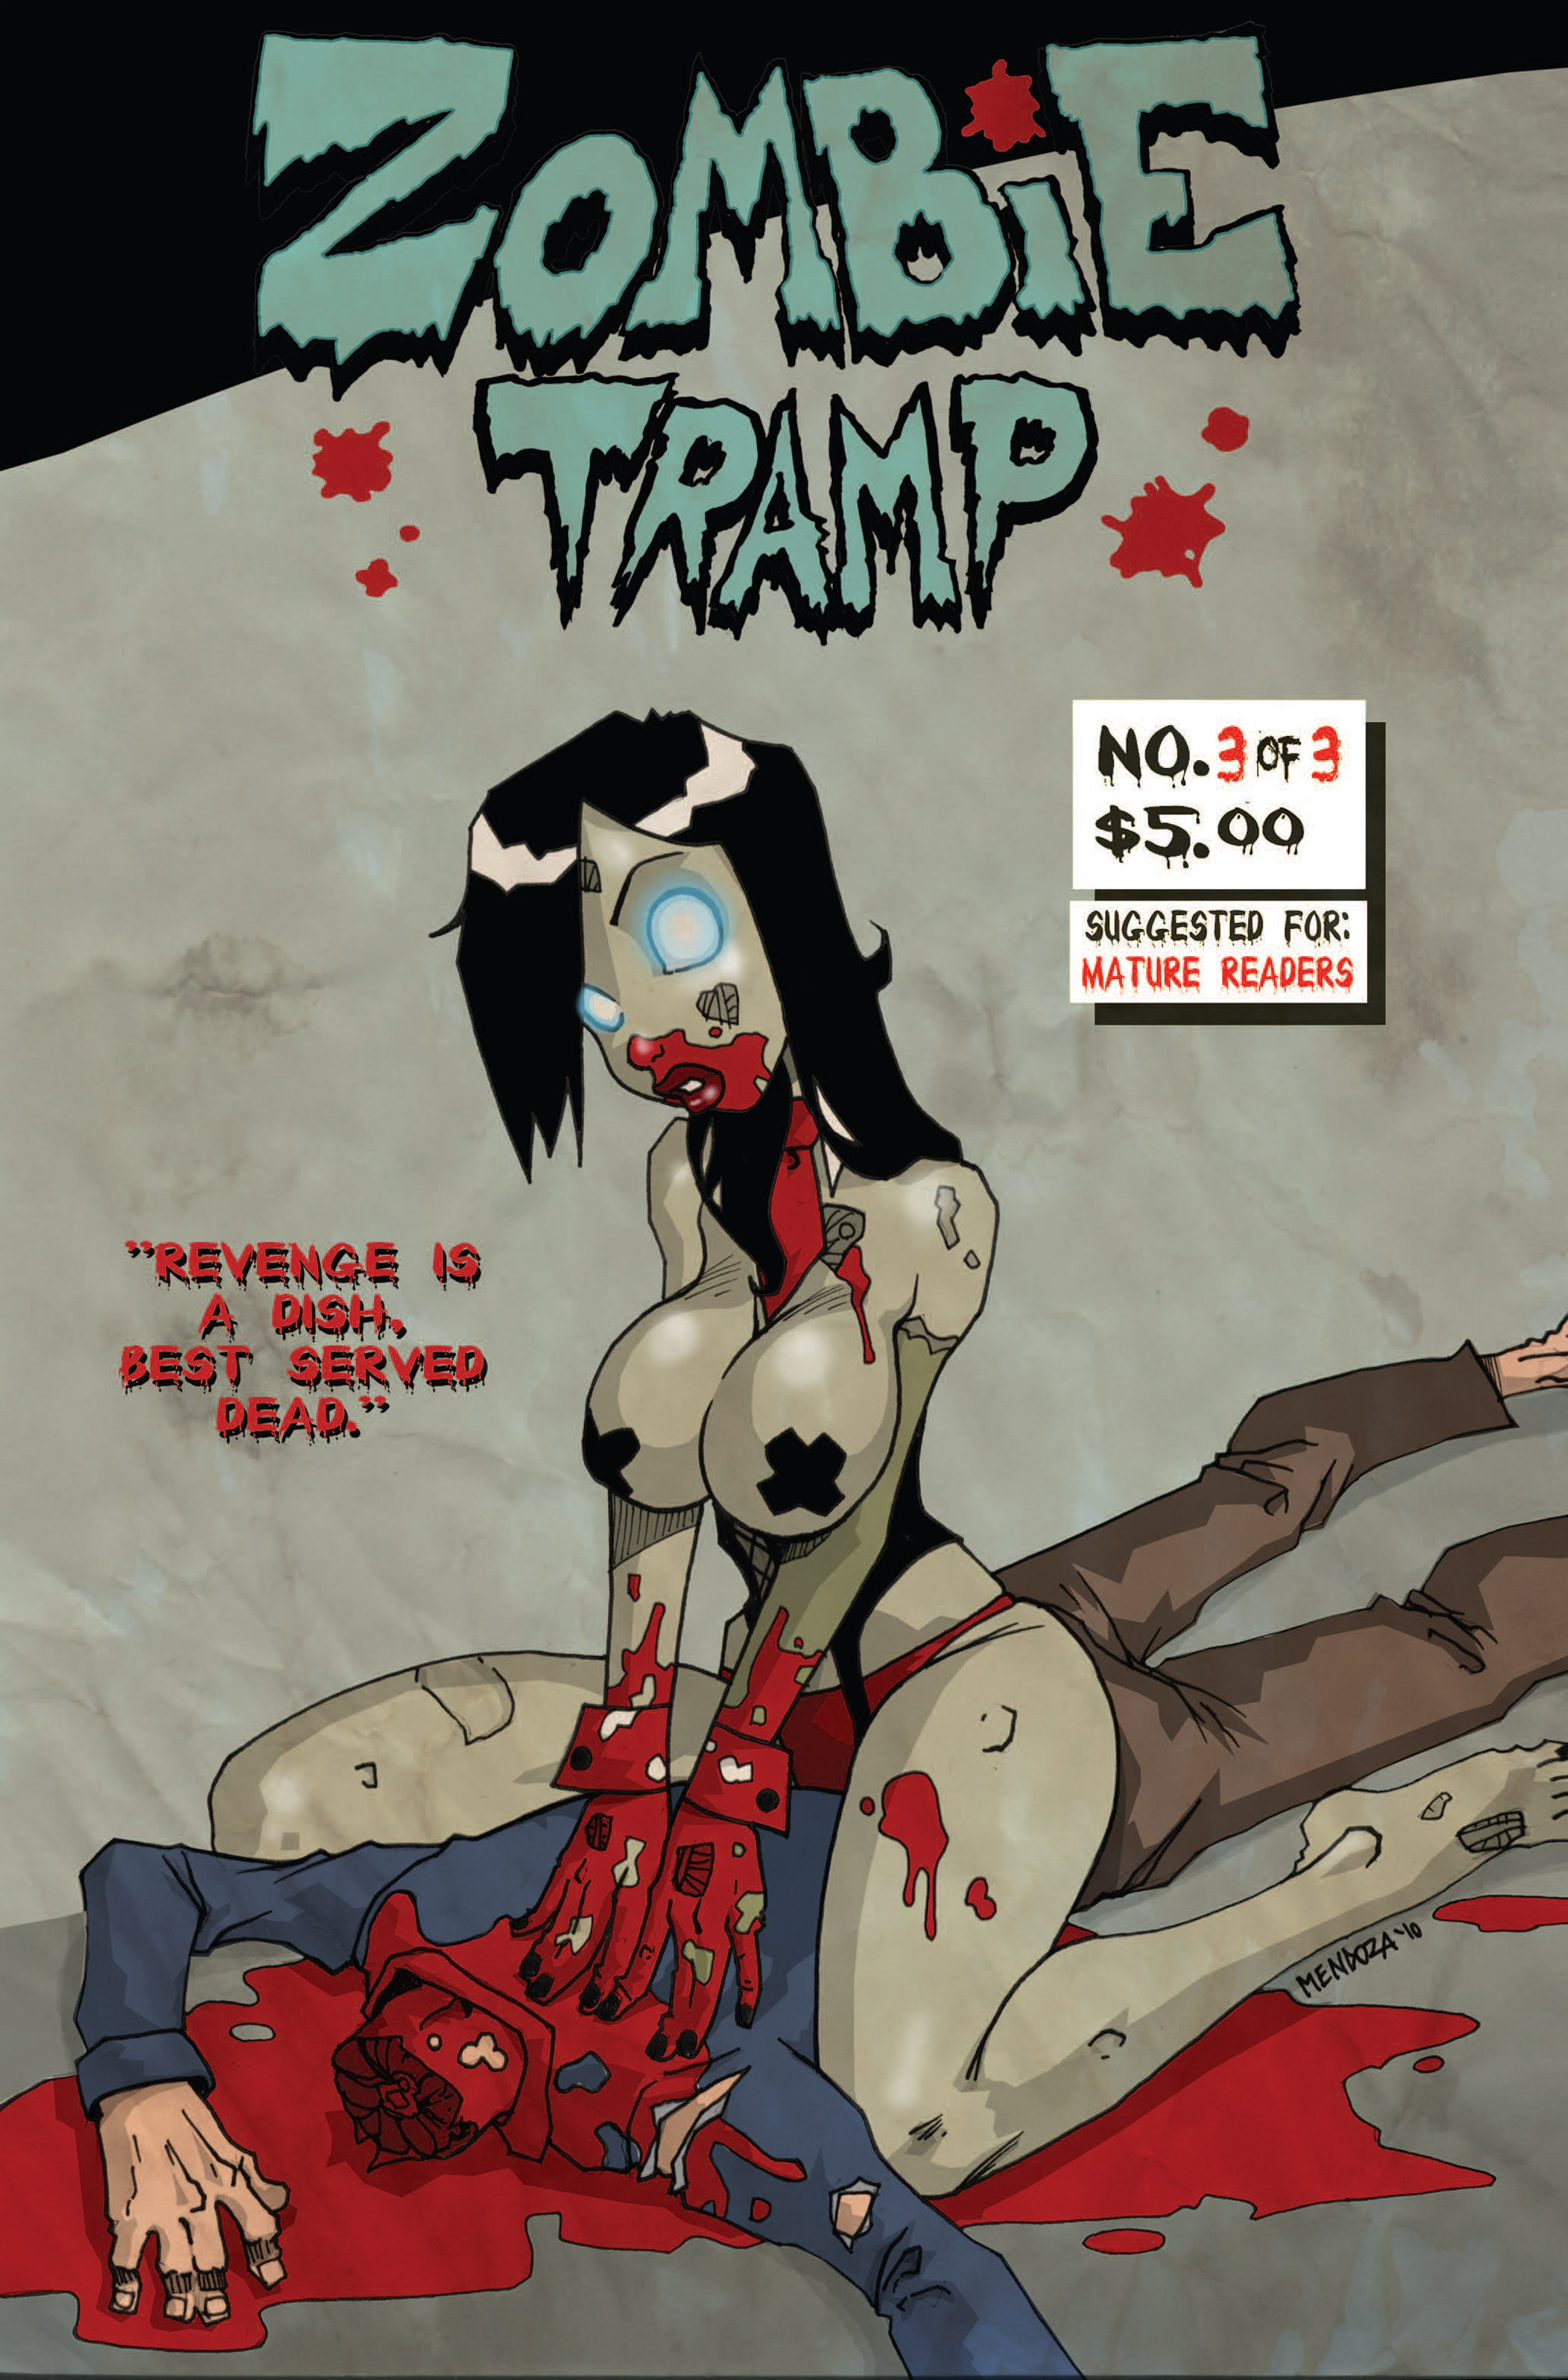 ZOMBiE
TRAMP
NO. 3 OF 3
$5.00
SUGGESTED FOR:
MATURE READERS
"REVENGE IS
A DISH,
BEST SERVED
DEAD."
MENDOZA '10